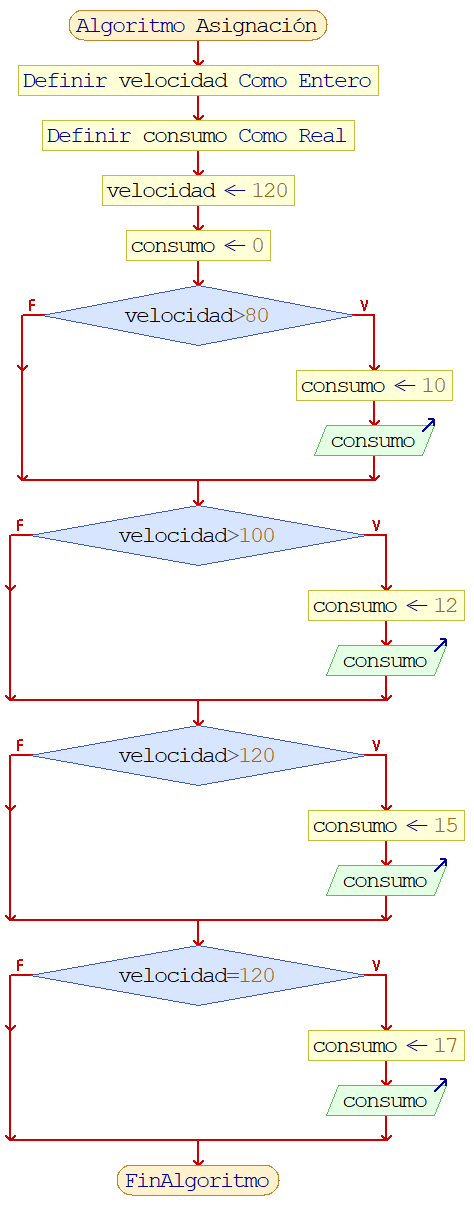 Algoritmo Asignación
Definir velocidad Como Entero
Definir consumo Como Real
velocidad ← 120
consumo ← 0
F
velocidad>80
V
consumo ← 10
consumo
F
velocidad>100
V
consumo ← 12
consumo
F
velocidad>120
V
consumo ← 15
consumo
F
velocidad=120
V
consumo ← 17
consumo
FinAlgoritmo